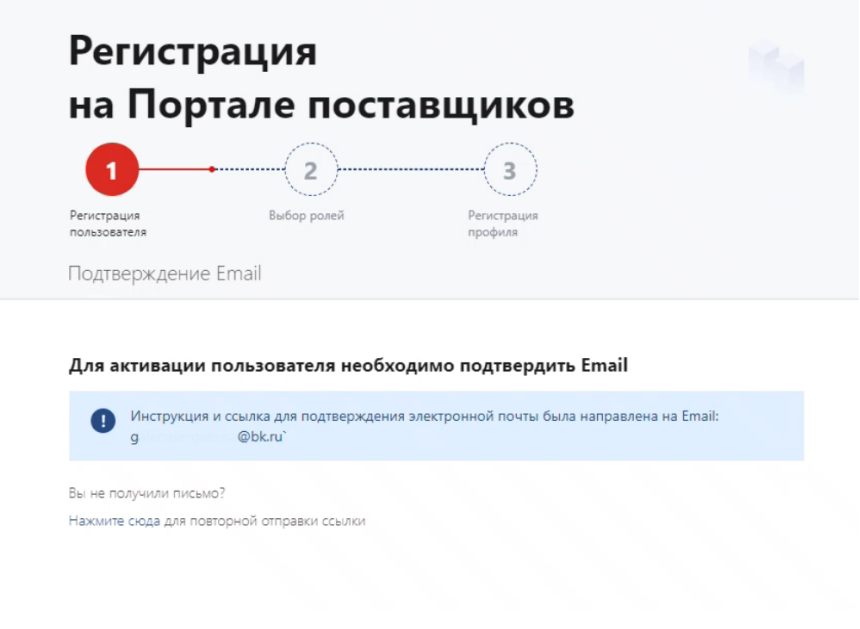 Регистрация
на Портале поставщиков
1
2
3
Регистрация
пользователя
Выбор ролей
Регистрация
профиля
Подтверждение Email
Для активации пользователя необходимо подтвердить Email
!
Инструкция и ссылка для подтверждения электронной почты была направлена на Email:
g @bk.ru`
Вы не получили письмо?
Нажмите сюда для повторной отправки ссылки